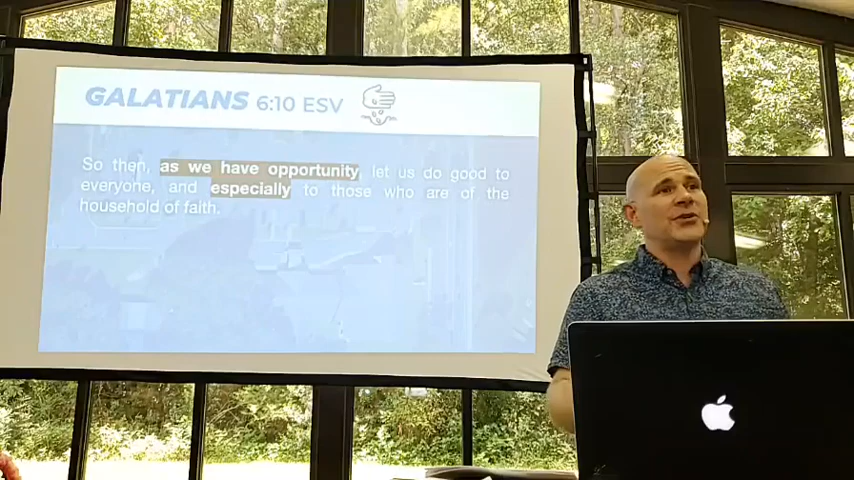 GALATIANS 6:10 ESV
So then, as we have opportunity, let us do good to
everyone, and especially to those who are of the
household of faith.